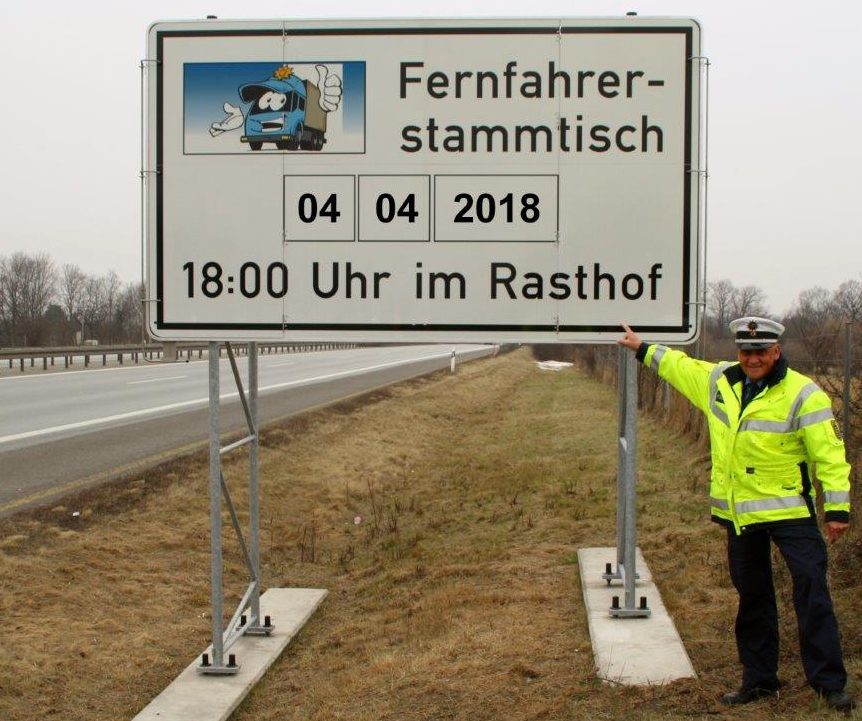 Fernfahrer-
stammtisch
04 04 2018
18:00 Uhr im Rasthof